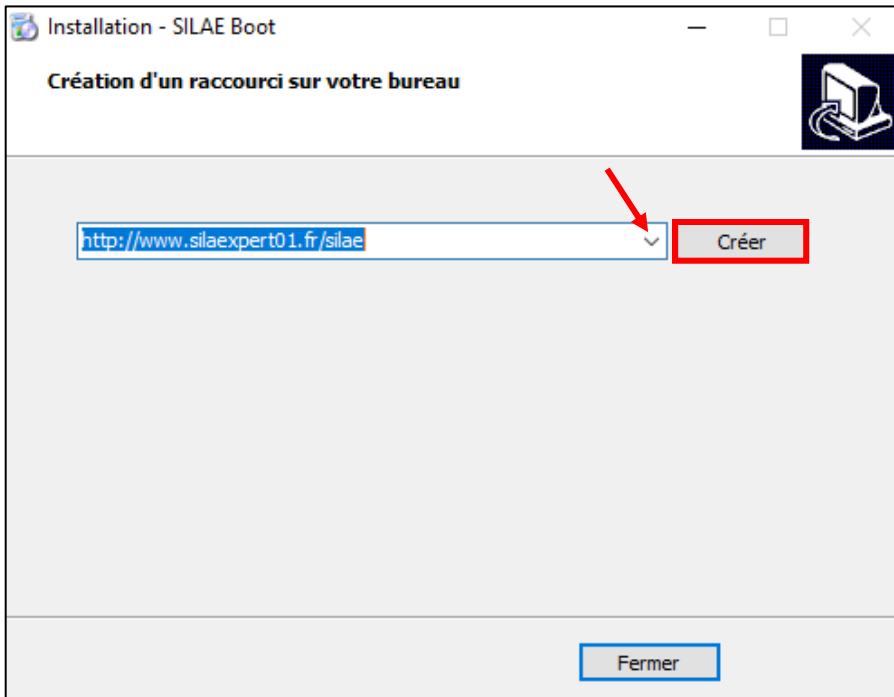 Installation - SILAE Boot
Création d'un raccourci sur votre bureau
http://www.silaexpert01.fr/silae
Créer
Fermer